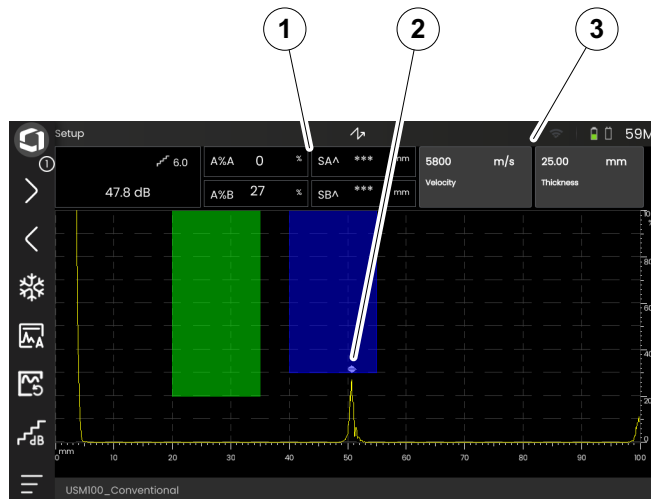 1 2 3
Setup 59M
1
6.0 A%A 0 % SA^ *** mm 5800 m/s 25.00 mm
Velocity Thickness
47.8 dB A%B 27 % SB^ *** mm
80
60
40
A
20
dB
0
mm 10 20 30 40 50 60 70 80 90 100
USM100_Conventional